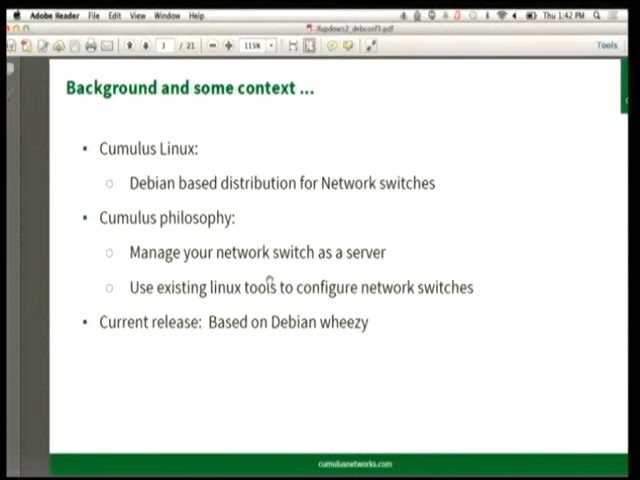 Adobe Reader File Edit View Window Help Thu 1:42 PM
ifupdown2_debconf1.pdf
3 / 21 115% Tools
Background and some context ...
Cumulus Linux:
Debian based distribution for Network switches
Cumulus philosophy:
Manage your network switch as a server
Use existing linux tools to configure network switches
Current release: Based on Debian wheezy
cumulusnetworks.com